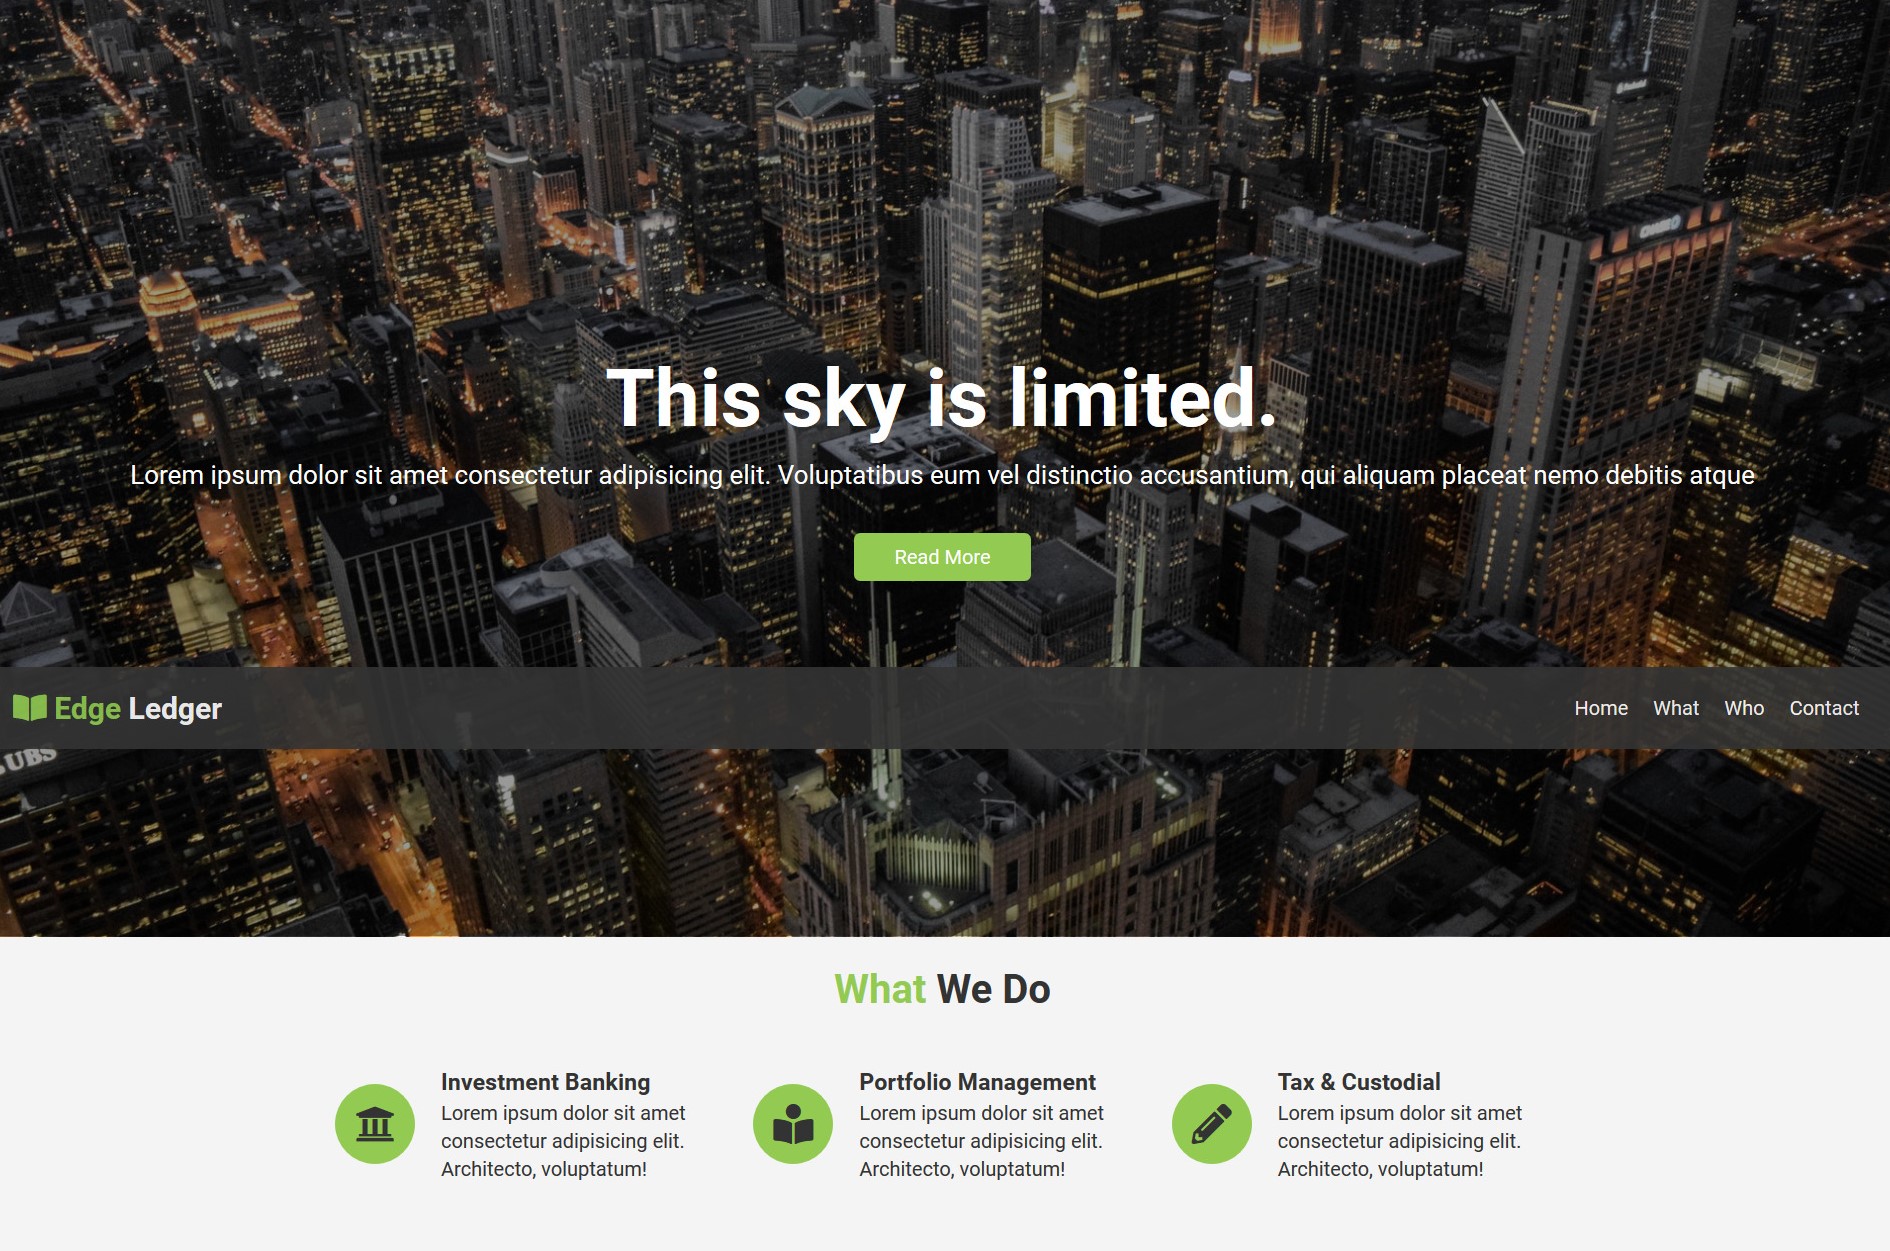 This sky is limited.
Lorem ipsum dolor sit amet consectetur adipisicing elit. Voluptatibus eum vel distinctio accusantium, qui aliquam placeat nemo debitis atque
Read More
Edge Ledger
Home What Who Contact
UBS
What We Do
Investment Banking
Lorem ipsum dolor sit amet
consectetur adipisicing elit.
Architecto, voluptatum!
Portfolio Management
Lorem ipsum dolor sit amet
consectetur adipisicing elit.
Architecto, voluptatum!
Tax & Custodial
Lorem ipsum dolor sit amet
consectetur adipisicing elit.
Architecto, voluptatum!